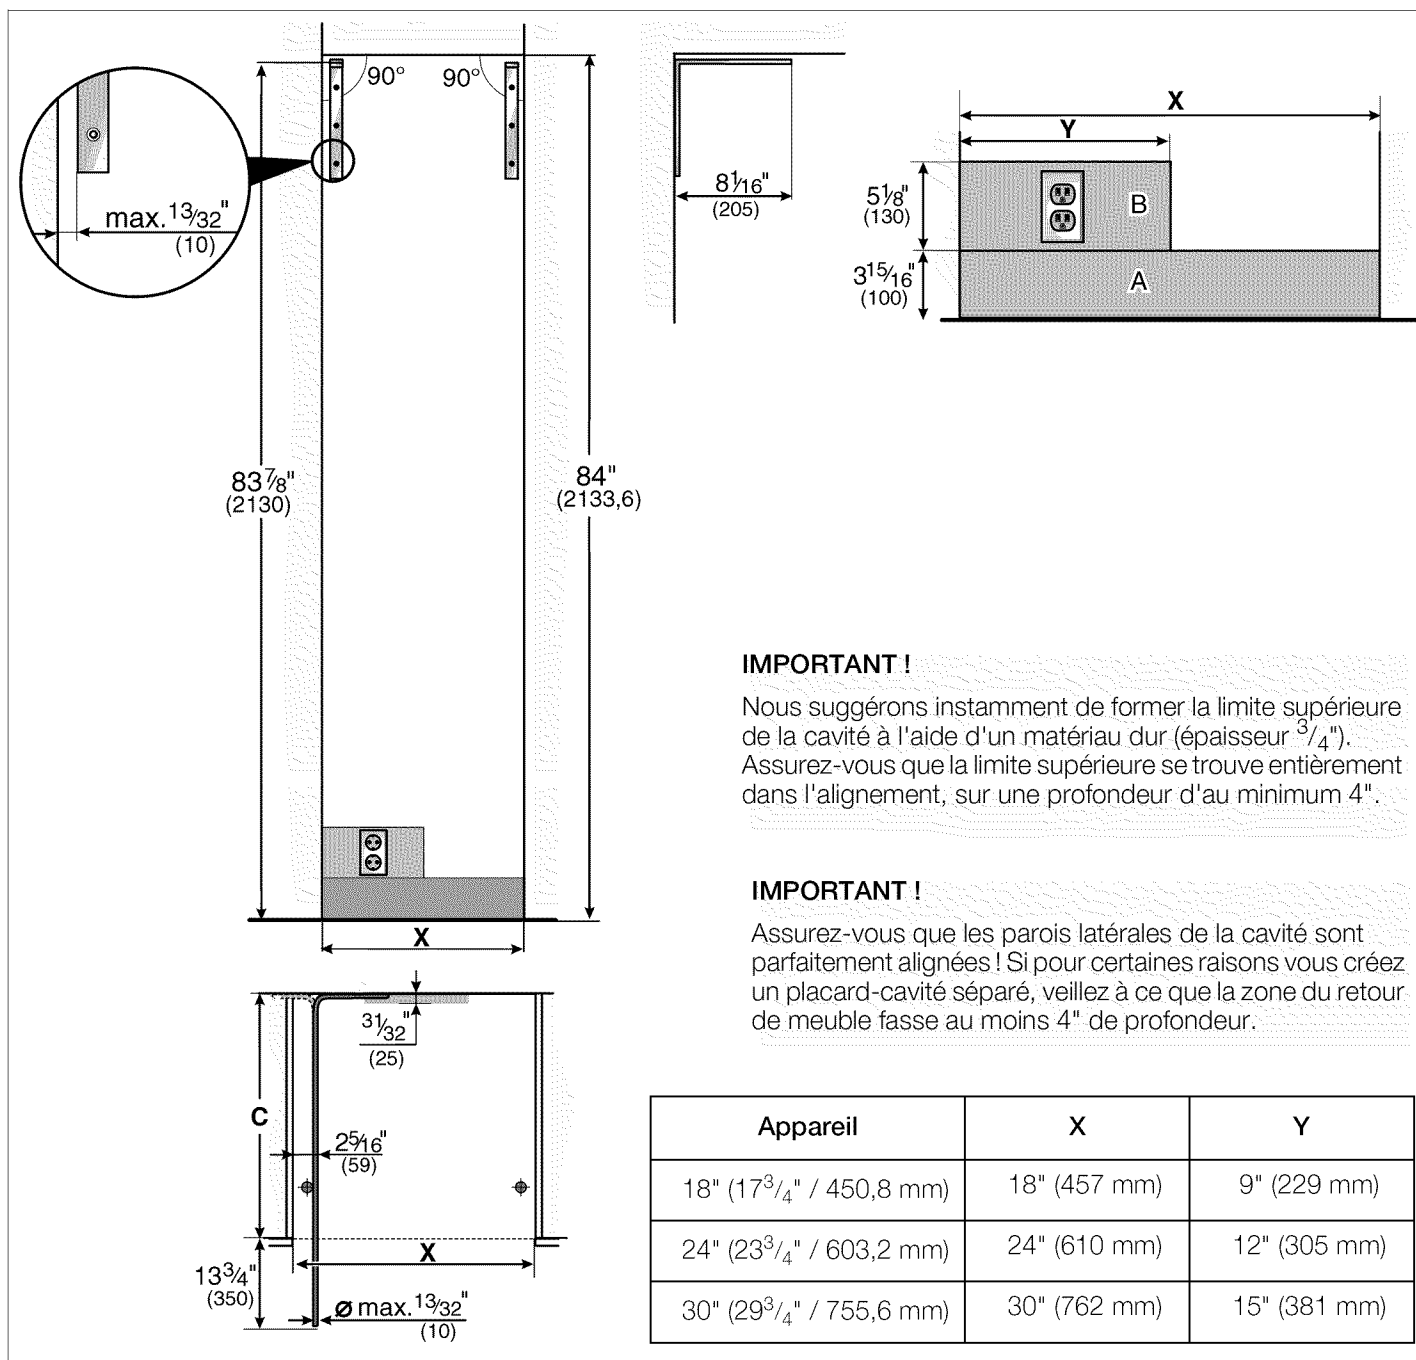 90° 90°
max. 13/32"
(10)
8 1/16"
(205)
X
Y
5 1/8"
(130)
B
3 15/16"
(100)
A
83 7/8"
(2130)
84"
(2133,6)
X
IMPORTANT !
Nous suggérons instamment de former la limite supérieure
de la cavité à l'aide d'un matériau dur (épaisseur 3/4").
Assurez-vous que la limite supérieure se trouve entièrement
dans l'alignement, sur une profondeur d'au minimum 4".
IMPORTANT !
Assurez-vous que les parois latérales de la cavité sont
parfaitement alignées ! Si pour certaines raisons vous créez
un placard-cavité séparé, veillez à ce que la zone du retour
de meuble fasse au moins 4" de profondeur.
31/32"
(25)
C
2 5/16"
(59)
X
13 3/4"
(350)
ø max. 13/32"
(10)
Appareil X Y
18" (17 3/4" / 450,8 mm) 18" (457 mm) 9" (229 mm)
24" (23 3/4" / 603,2 mm) 24" (610 mm) 12" (305 mm)
30" (29 3/4" / 755,6 mm) 30" (762 mm) 15" (381 mm)